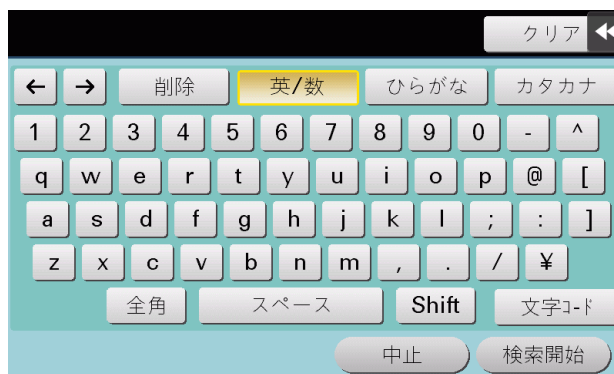 クリア
← → 削除 英/数 ひらがな カタカナ
1 2 3 4 5 6 7 8 9 0 - ^
q w e r t y u i o p @ [
a s d f g h j k l ; : ]
z x c v b n m , . / ¥
全角 スペース Shift 文字コード
中止 検索開始